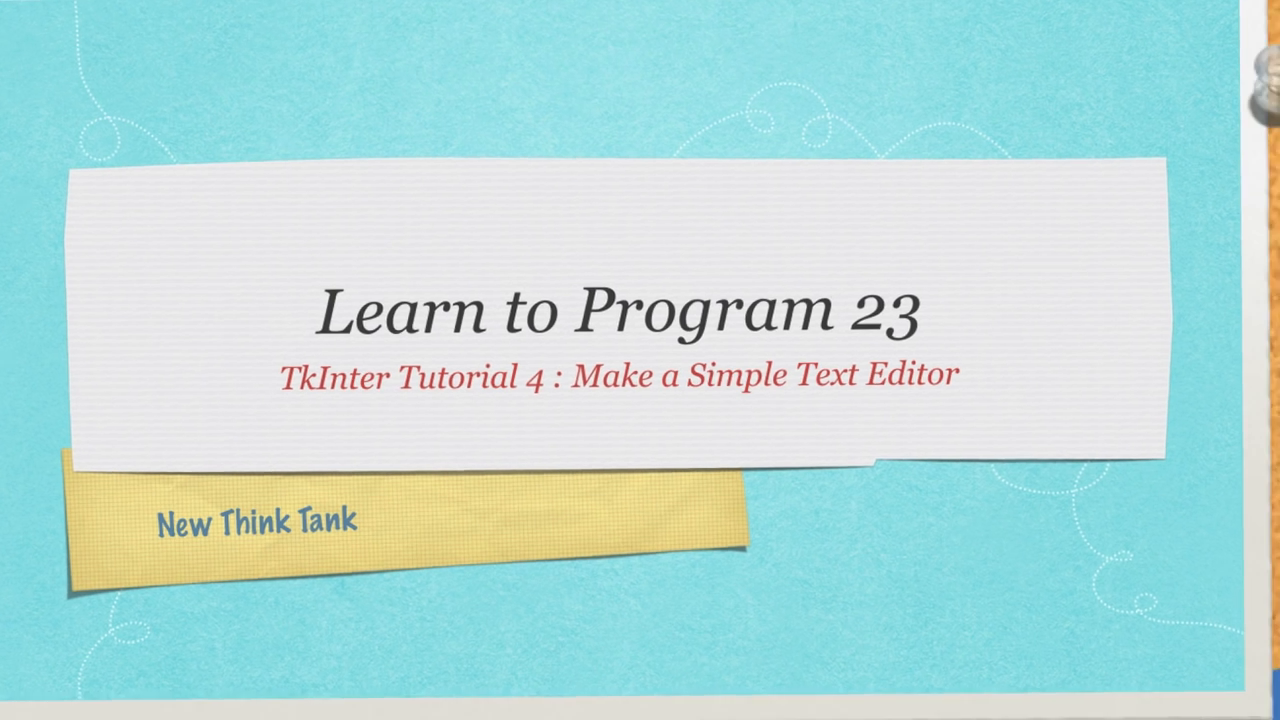 Learn to Program 23
TkInter Tutorial 4 : Make a Simple Text Editor
New Think Tank